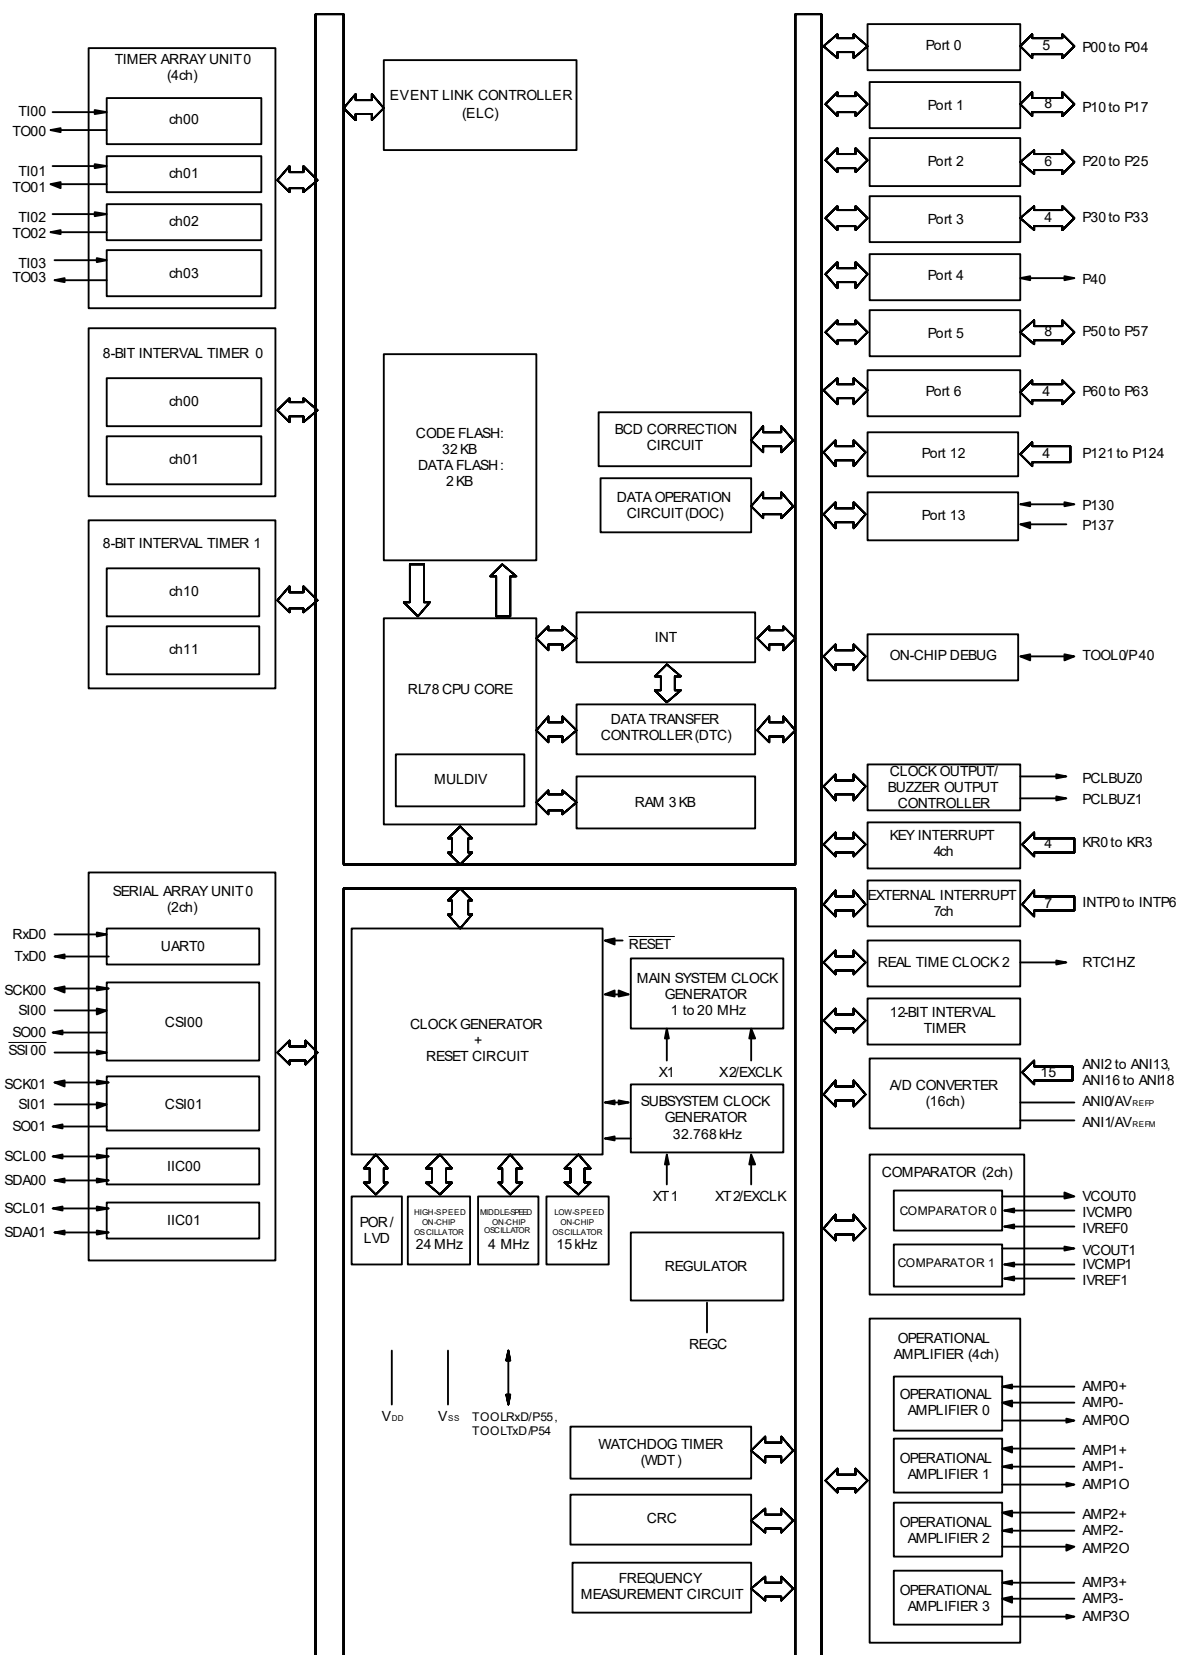 TIMER ARRAY UNIT 0
(4ch)
TI00
TO00
ch00
TI01
TO01
ch01
TI02
TO02
ch02
TI03
TO03
ch03
8-BIT INTERVAL TIMER 0
ch00
ch01
8-BIT INTERVAL TIMER 1
ch10
ch11
SERIAL ARRAY UNIT 0
(2ch)
RxD0
TxD0
UART0
SCK00
SI00
SO00
SSI00
CSI00
SCK01
SI01
SO01
CSI01
SCL00
SDA00
IIC00
SCL01
SDA01
IIC01
EVENT LINK CONTROLLER
(ELC)
CODE FLASH:
32 KB
DATA FLASH:
2 KB
BCD CORRECTION
CIRCUIT
DATA OPERATION
CIRCUIT (DOC)
RL78 CPU CORE
MULDIV
INT
DATA TRANSFER
CONTROLLER (DTC)
RAM 3 KB
CLOCK GENERATOR
+
RESET CIRCUIT
RESET
MAIN SYSTEM CLOCK
GENERATOR
1 to 20 MHz
X1
X2/EXCLK
SUBSYSTEM CLOCK
GENERATOR
32.768 kHz
XT1
XT2/EXCLK
POR /
LVD
HIGH-SPEED
ON-CHIP
OSCILLATOR
24 MHz
MIDDLE-SPEED
ON-CHIP
OSCILLATOR
4 MHz
LOW-SPEED
ON-CHIP
OSCILLATOR
15 kHz
REGULATOR
REGC
VDD
VSS
TOOLRxD/P55,
TOOLTxD/P54
WATCHDOG TIMER
(WDT)
CRC
FREQUENCY
MEASUREMENT CIRCUIT
Port 0
5
P00 to P04
Port 1
8
P10 to P17
Port 2
6
P20 to P25
Port 3
4
P30 to P33
Port 4
P40
Port 5
8
P50 to P57
Port 6
4
P60 to P63
Port 12
4
P121 to P124
Port 13
P130
P137
ON-CHIP DEBUG
TOOL0/P40
CLOCK OUTPUT/
BUZZER OUTPUT
CONTROLLER
PCLBUZ0
PCLBUZ1
KEY INTERRUPT
4ch
4
KR0 to KR3
EXTERNAL INTERRUPT
7ch
7
INTP0 to INTP6
REAL TIME CLOCK 2
RTC1HZ
12-BIT INTERVAL
TIMER
A/D CONVERTER
(16ch)
15
ANI2 to ANI13,
ANI16 to ANI18
ANI0/AVREFP
ANI1/AVREFM
COMPARATOR (2ch)
COMPARATOR 0
VCOUT0
IVCMP0
IVREF0
COMPARATOR 1
VCOUT1
IVCMP1
IVREF1
OPERATIONAL
AMPLIFIER (4ch)
OPERATIONAL
AMPLIFIER 0
AMP0+
AMP0-
AMP0O
OPERATIONAL
AMPLIFIER 1
AMP1+
AMP1-
AMP1O
OPERATIONAL
AMPLIFIER 2
AMP2+
AMP2-
AMP2O
OPERATIONAL
AMPLIFIER 3
AMP3+
AMP3-
AMP3O